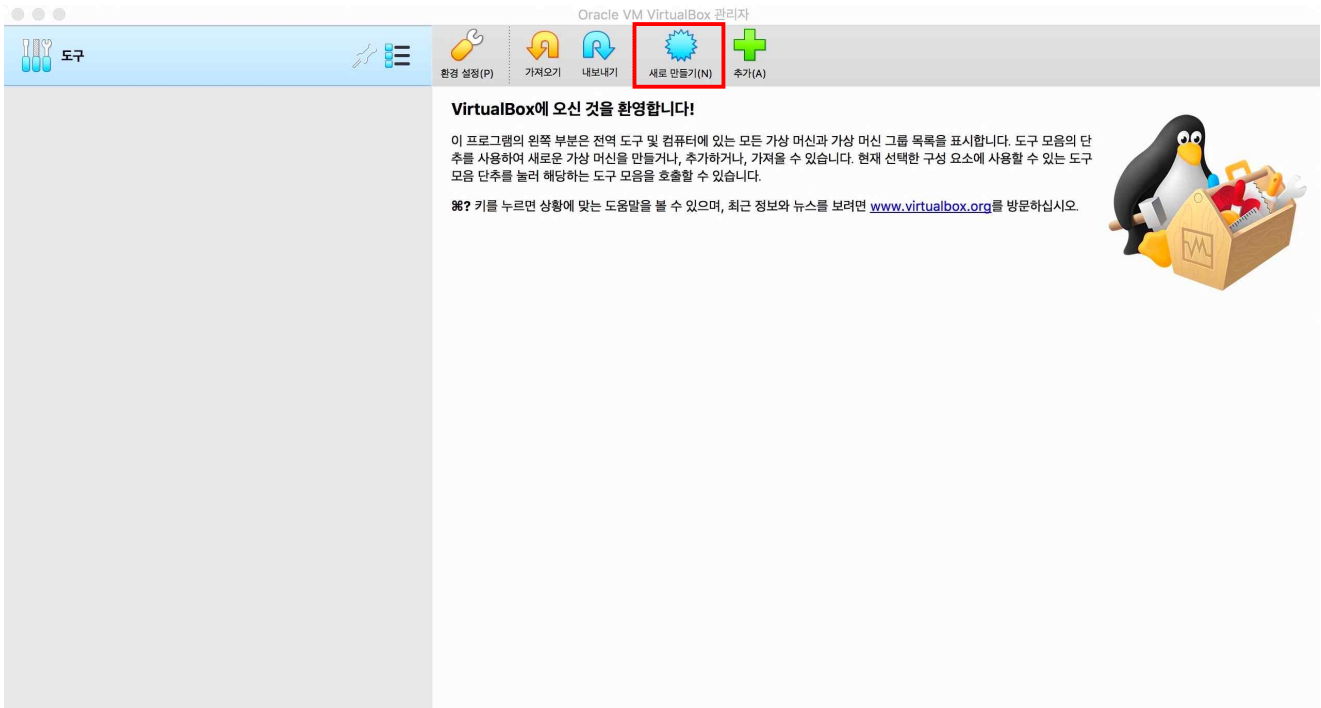 Oracle VM VirtualBox 관리자
도구
환경 설정(P)
가져오기
내보내기
새로 만들기(N)
추가(A)
VirtualBox에 오신 것을 환영합니다!
이 프로그램의 왼쪽 부분은 전역 도구 및 컴퓨터에 있는 모든 가상 머신과 가상 머신 그룹 목록을 표시합니다. 도구 모음의 단
추를 사용하여 새로운 가상 머신을 만들거나, 추가하거나, 가져올 수 있습니다. 현재 선택한 구성 요소에 사용할 수 있는 도구
모음 단추를 눌러 해당하는 도구 모음을 호출할 수 있습니다.
⌘? 키를 누르면 상황에 맞는 도움말을 볼 수 있으며, 최근 정보와 뉴스를 보려면 www.virtualbox.org를 방문하십시오.